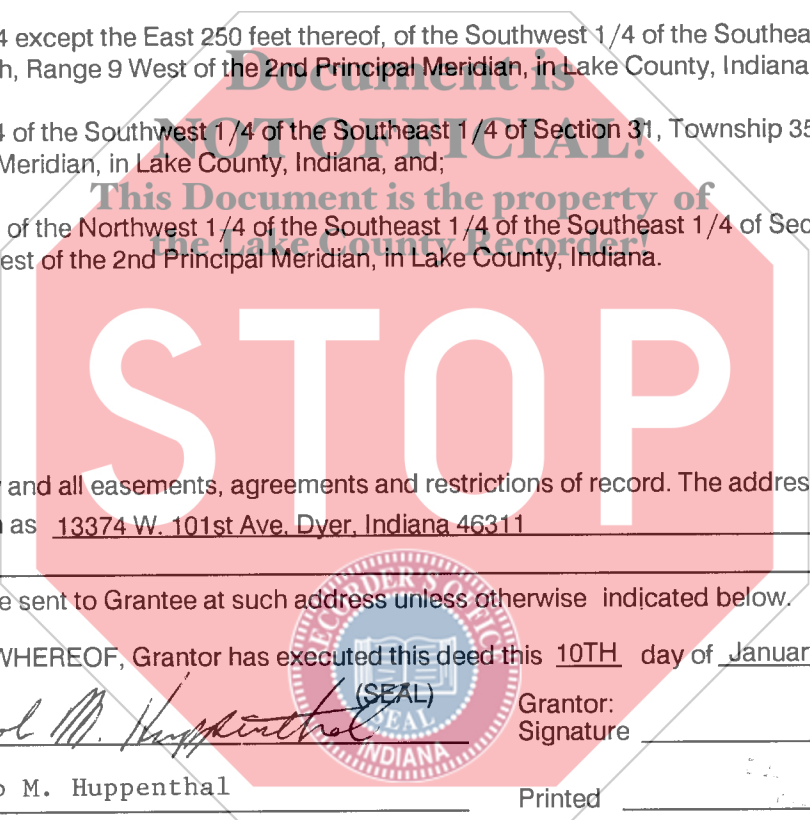 4 except the East 250 feet thereof, of the Southwest 1/4 of the Southea
Document is
h, Range 9 West of the 2nd Principal Meridian, in Lake County, Indiana
4 of the Southwest 1/4 of the Southeast 1/4 of Section 31, Township 35
NOT OFFICIAL!
Meridian, in Lake County, Indiana, and;
This Document is the property of
of the Northwest 1/4 of the Southeast 1/4 of the Southeast 1/4 of Sec
the Lake County Recorder!
est of the 2nd Principal Meridian, in Lake County, Indiana.
STOP
y and all easements, agreements and restrictions of record. The addres
n as 13374 W. 101st Ave, Dyer, Indiana 46311
e sent to Grantee at such address unless otherwise indicated below.
RECORDER'S OFFICE
WHEREOF, Grantor has executed this deed this 10TH day of Januar
(SEAL)
SEAL
INDIANA
ob M. Huppenthal
Grantor:
Signature
o M. Huppenthal
Printed